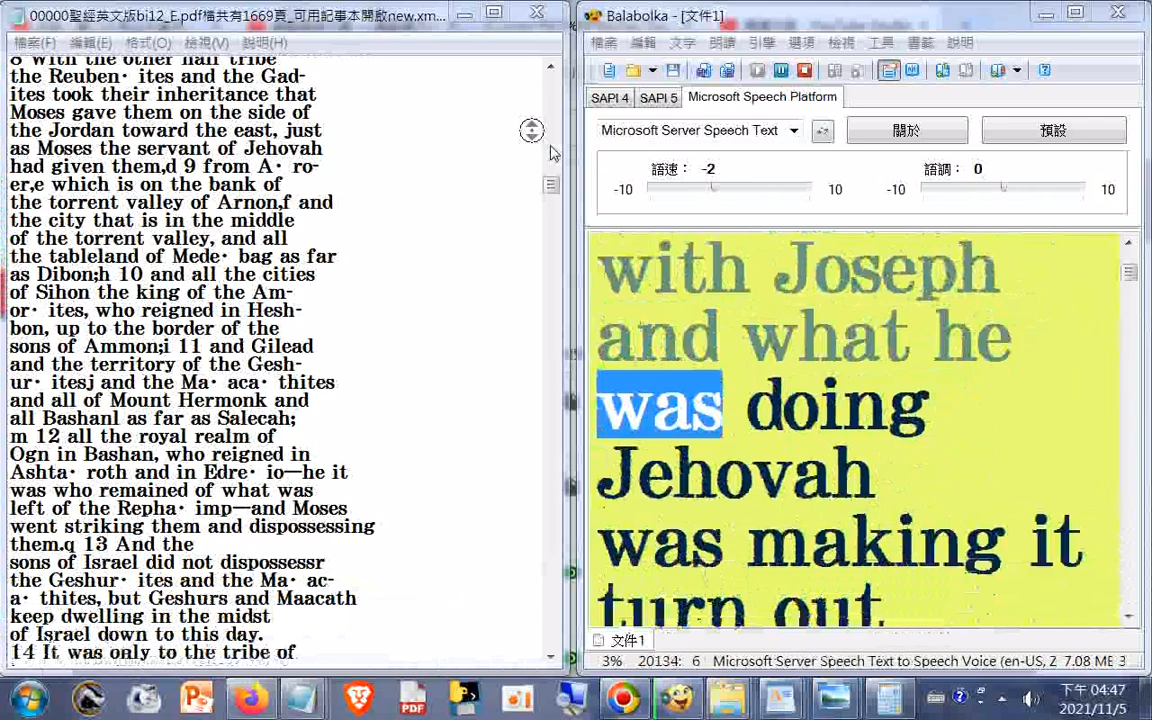 00000聖經英文版bi12_E.pdf檔共有1669頁_可用記事本開啟new.xm...
檔案(F) 編輯(E) 格式(O) 檢視(V) 說明(H)
8 With the other half tribe
the Reuben· ites and the Gad-
ites took their inheritance that
Moses gave them on the side of
the Jordan toward the east, just
as Moses the servant of Jehovah
had given them,d 9 from A· ro-
er,e which is on the bank of
the torrent valley of Arnon,f and
the city that is in the middle
of the torrent valley, and all
the tableland of Mede· bag as far
as Dibon;h 10 and all the cities
of Sihon the king of the Am-
or· ites, who reigned in Hesh-
bon, up to the border of the
sons of Ammon;i 11 and Gilead
and the territory of the Gesh-
ur· itesj and the Ma· aca· thites
and all of Mount Hermonk and
all Bashanl as far as Salecah;
m 12 all the royal realm of
Ogn in Bashan, who reigned in
Ashta· roth and in Edre· io—he it
was who remained of what was
left of the Repha· imp—and Moses
went striking them and dispossessing
them.q 13 And the
sons of Israel did not dispossessr
the Geshur· ites and the Ma· ac-
a· thites, but Geshurs and Maacath
keep dwelling in the midst
of Israel down to this day.
14 It was only to the tribe of
Balabolka - [文件1]
檔案 編輯 文字 朗讀 引擎 選項 檢視 工具 書籤 說明
SAPI 4 SAPI 5 Microsoft Speech Platform
Microsoft Server Speech Text 關於 預設
語速： -2 語調： 0
-10 10 -10 10
with Joseph
and what he
was doing
Jehovah
was making it
turn out.
文件1
3% 20134: 6 Microsoft Server Speech Text to Speech Voice (en-US, Z 7.08 MB 3
下午 04:47
2021/11/5